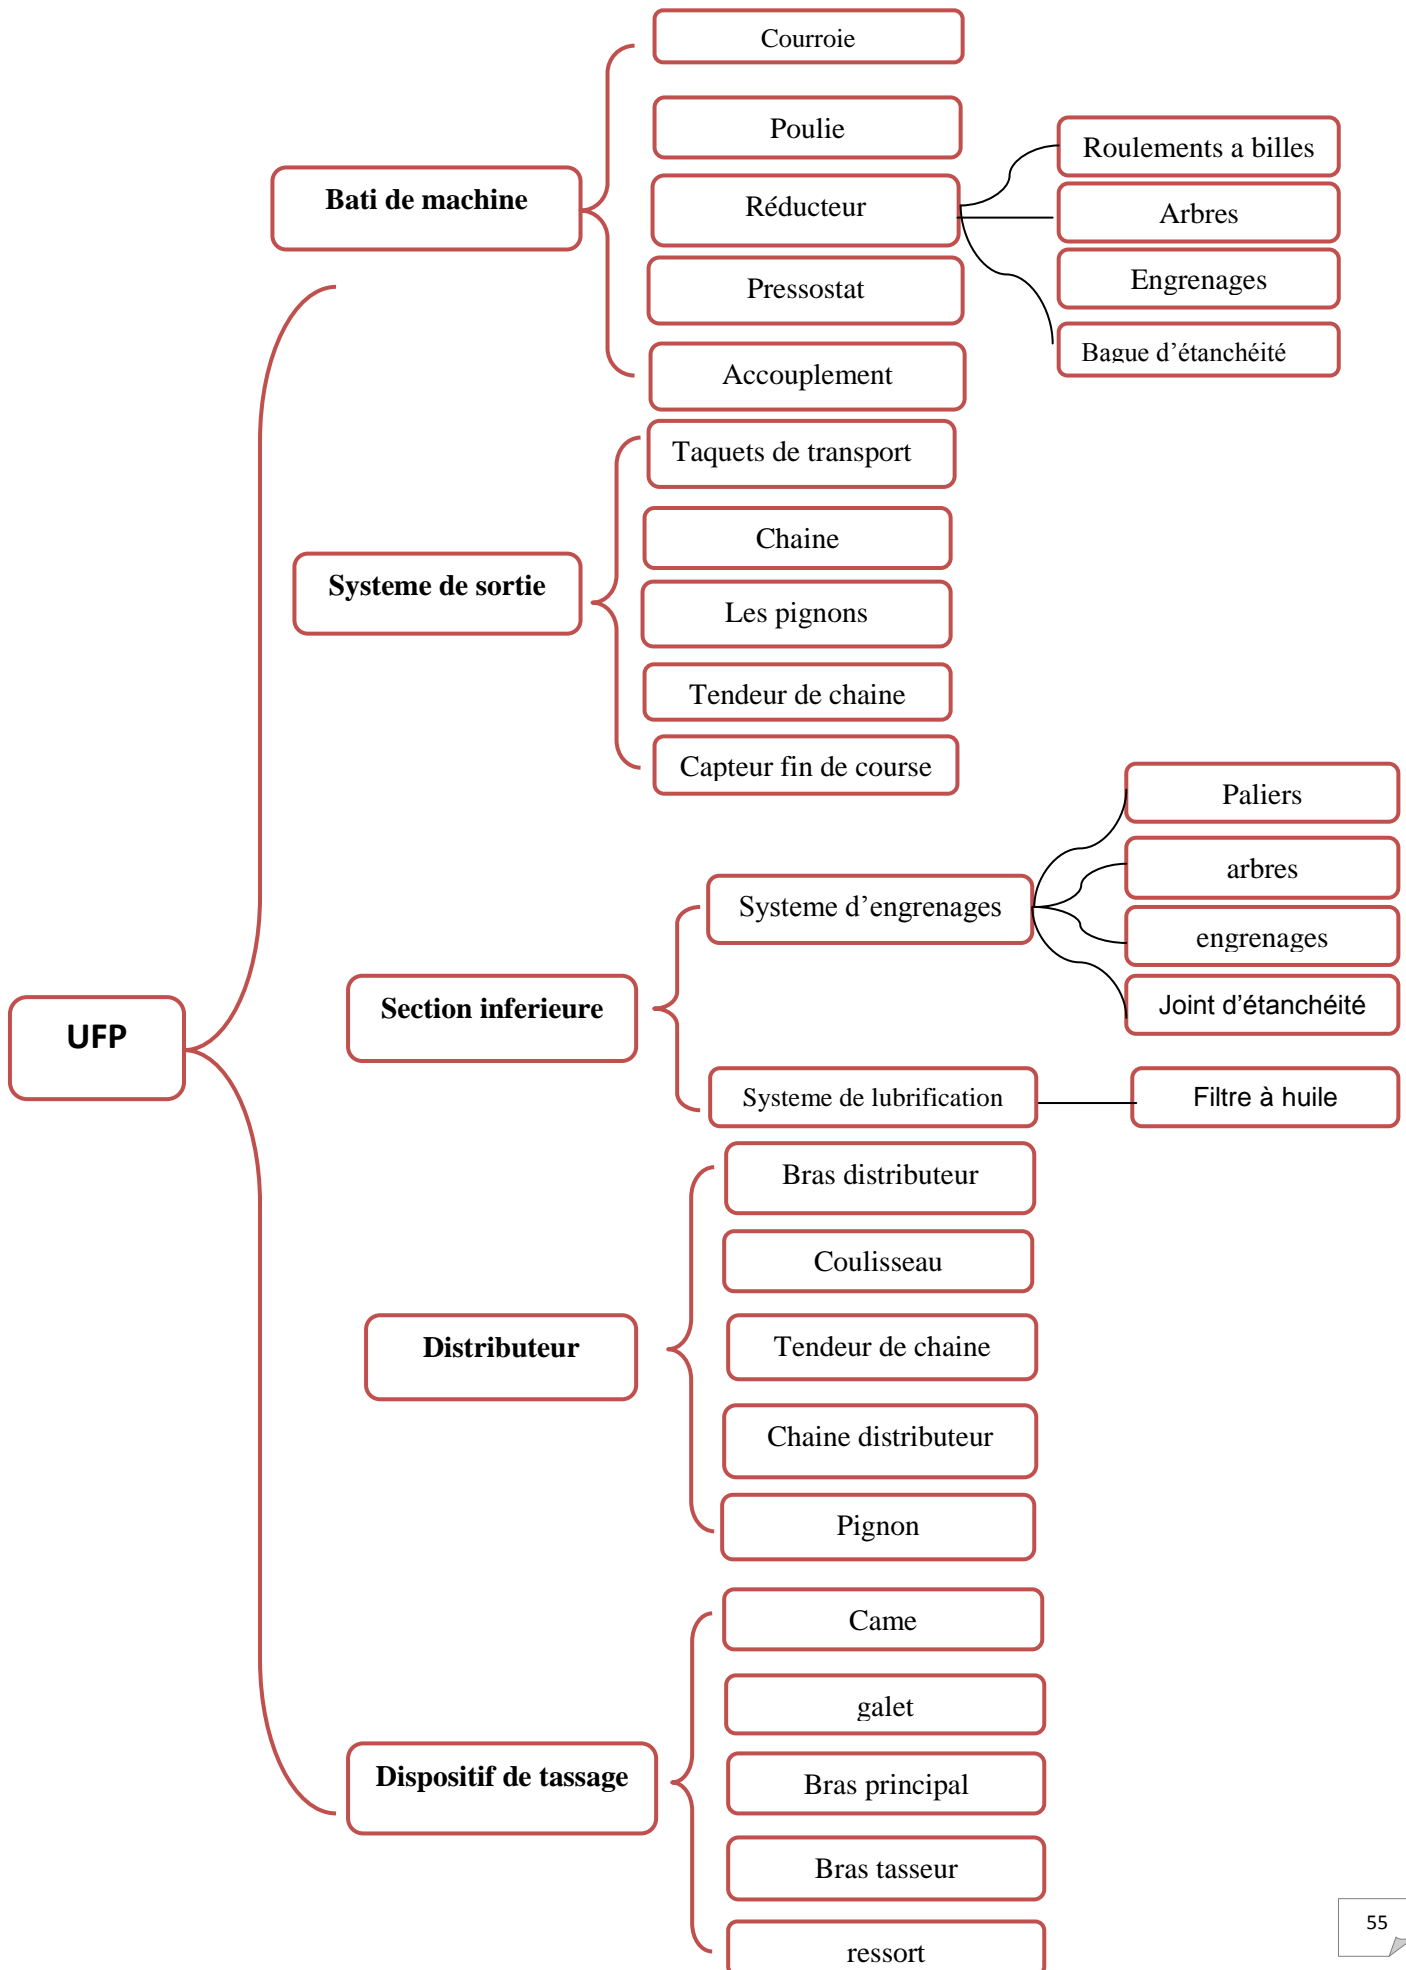 Courroie
Poulie
Roulements a billes
Bati de machine
Réducteur
Arbres
Engrenages
Pressostat
Bague d’étanchéité
Accouplement
Taquets de transport
Chaine
Systeme de sortie
Les pignons
Tendeur de chaine
Capteur fin de course
Paliers
arbres
Systeme d’engrenages
engrenages
Section inferieure
Joint d’étanchéité
UFP
Systeme de lubrification
Filtre à huile
Bras distributeur
Coulisseau
Distributeur
Tendeur de chaine
Chaine distributeur
Pignon
Came
galet
Dispositif de tassage
Bras principal
Bras tasseur
ressort
55